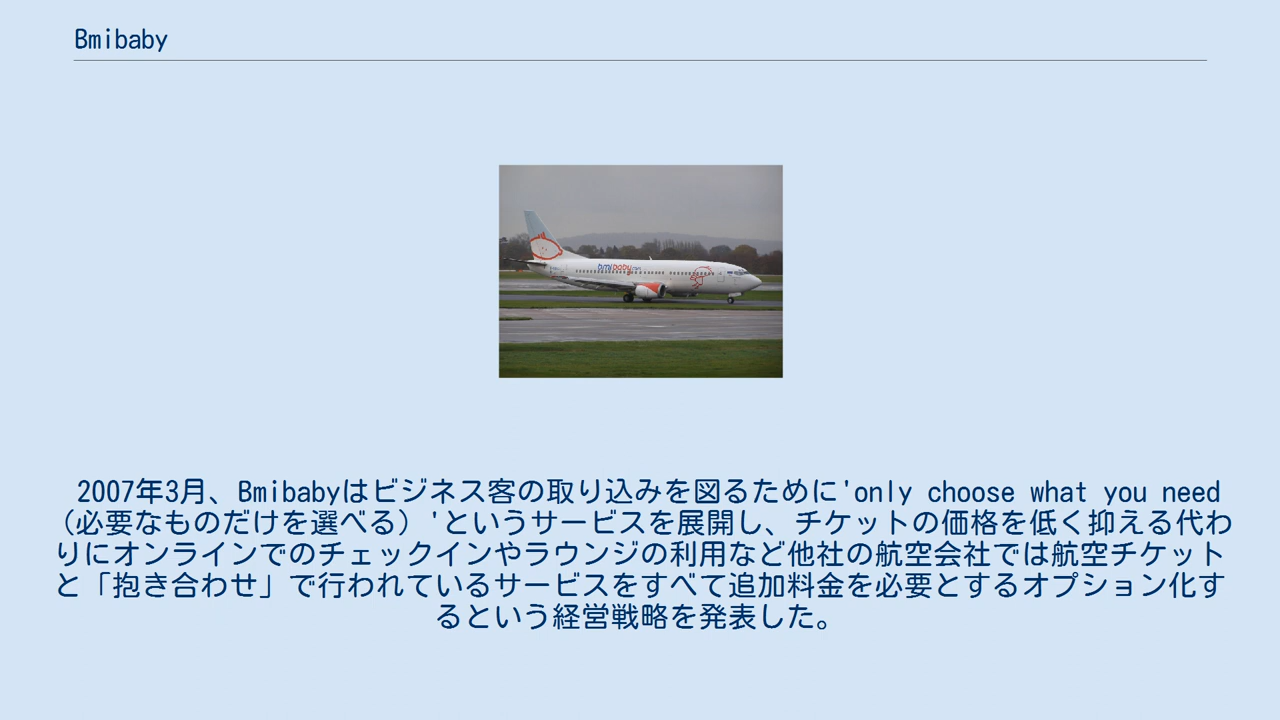 Bmibaby
bmibaby.com
2007年3月、Bmibabyはビジネス客の取り込みを図るために'only choose what you need
（必要なものだけを選べる）'というサービスを展開し、チケットの価格を低く抑える代わ
りにオンラインでのチェックインやラウンジの利用など他社の航空会社では航空チケット
と「抱き合わせ」で行われているサービスをすべて追加料金を必要とするオプション化す
るという経営戦略を発表した。